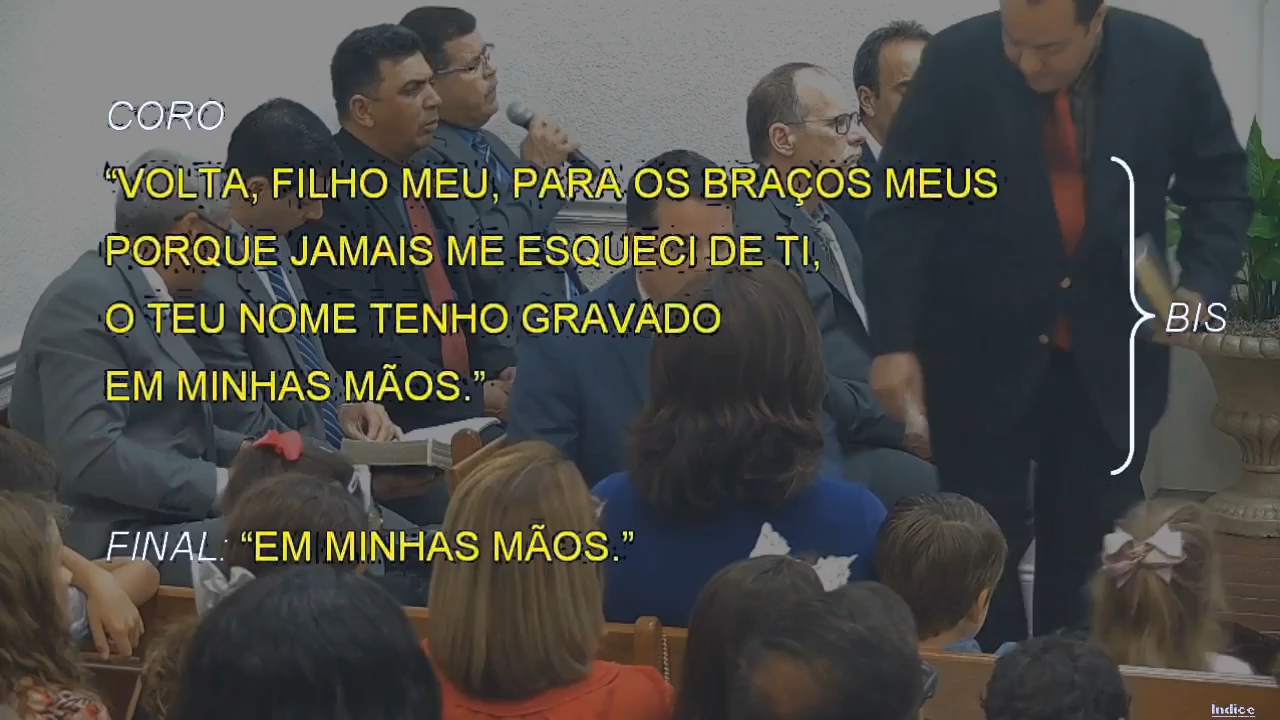 CORO
“VOLTA, FILHO MEU, PARA OS BRAÇOS MEUS
PORQUE JAMAIS ME ESQUECI DE TI,
O TEU NOME TENHO GRAVADO
EM MINHAS MÃOS.”
BIS
FINAL: “EM MINHAS MÃOS.”
Indice